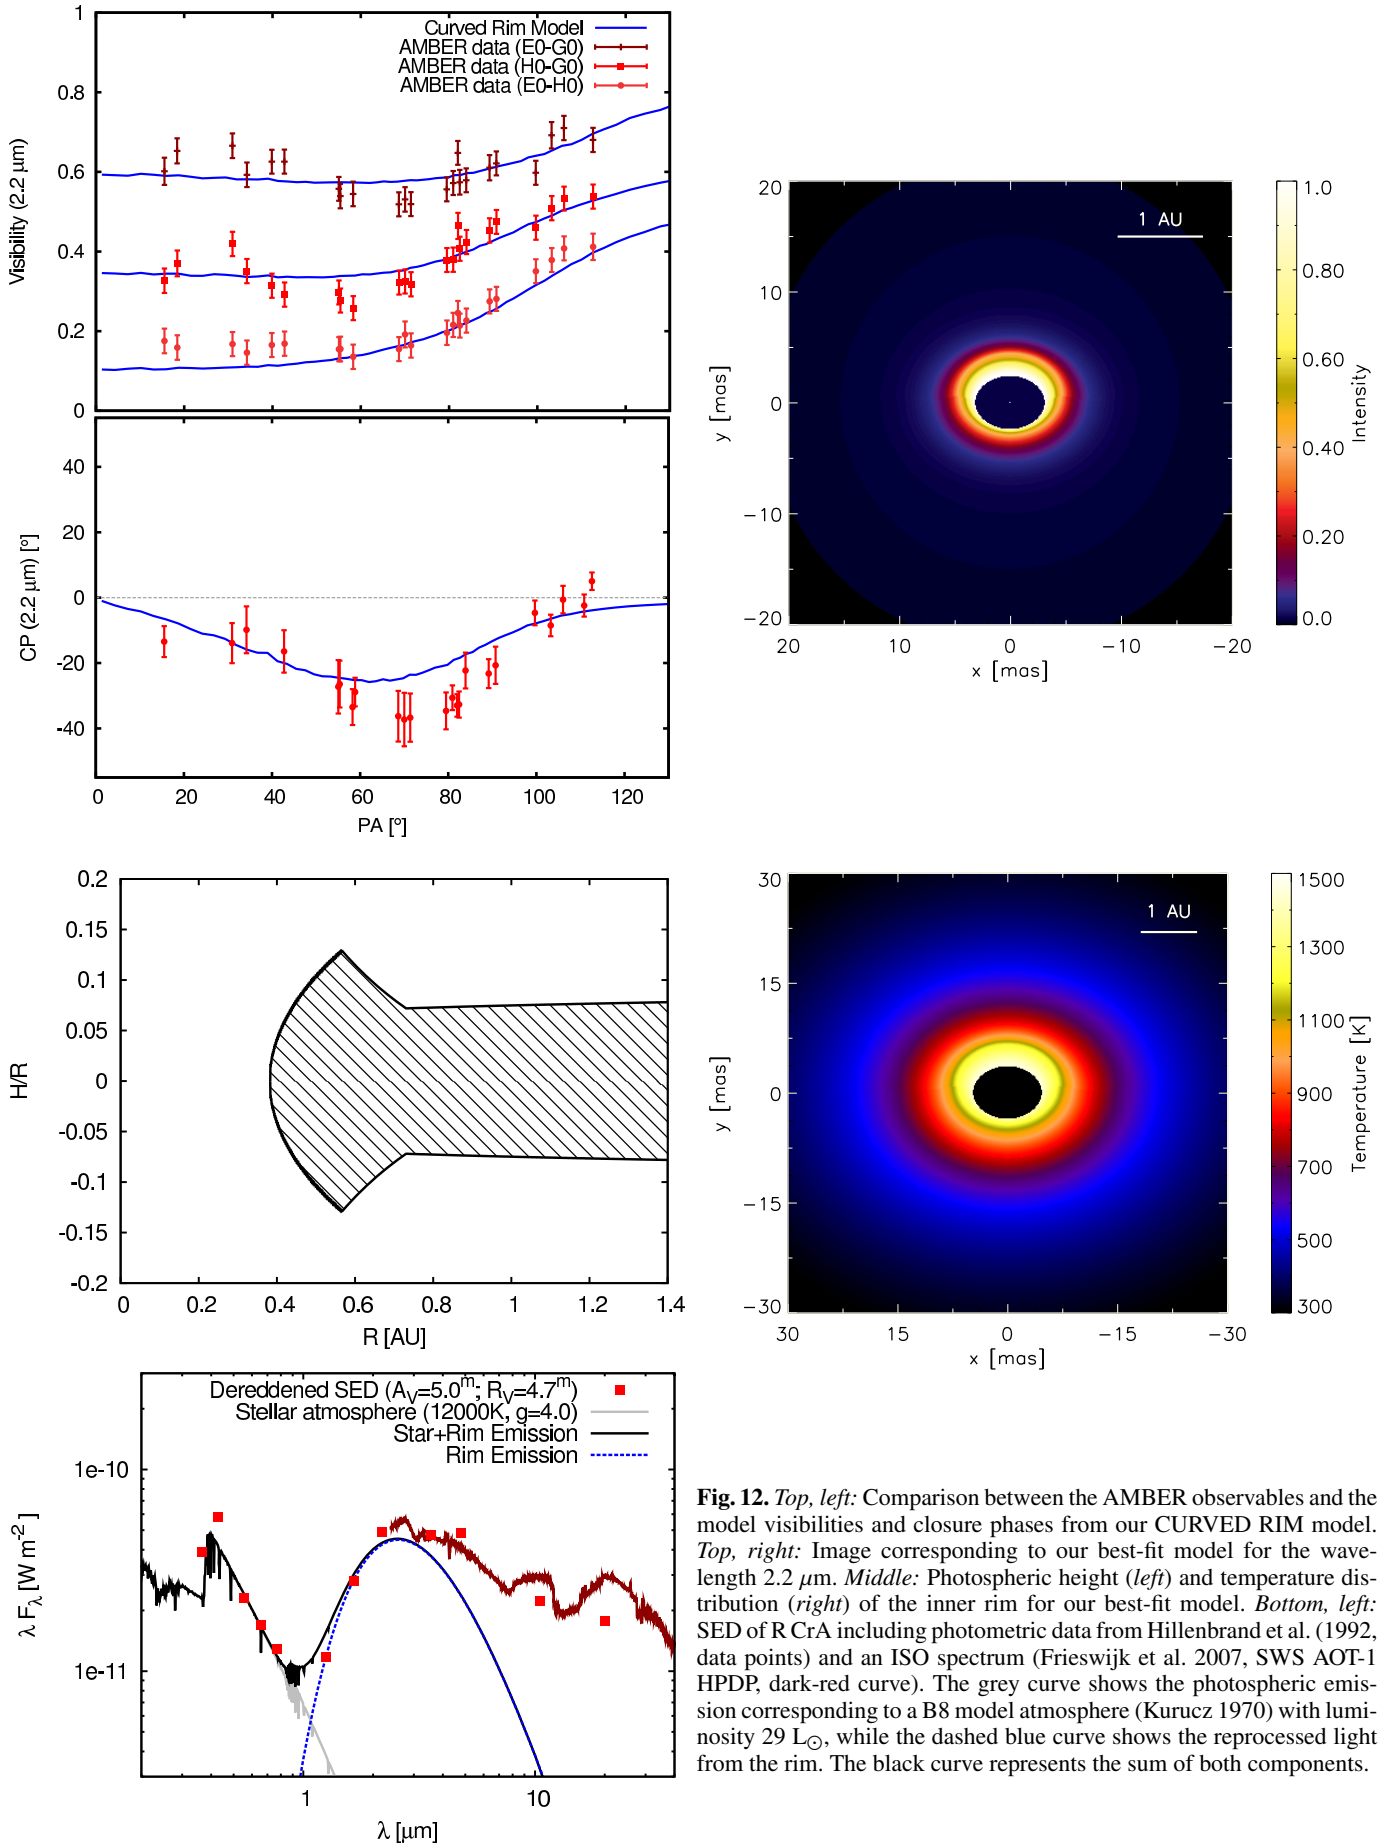 Curved Rim Model
AMBER data (E0-G0)
AMBER data (H0-G0)
AMBER data (E0-H0)
1
0.8
0.6
0.4
0.2
0
Visibility (2.2 μm)
40
20
0
-20
-40
CP (2.2 μm) [°]
0 20 40 60 80 100 120
PA [°]
20
10
0
−10
−20
y [mas]
1 AU
20 10 0 −10 −20
x [mas]
1.0
0.80
0.60
0.40
0.20
0.0
Intensity
0.2
0.15
0.1
0.05
0
-0.05
-0.1
-0.15
-0.2
H/R
0 0.2 0.4 0.6 0.8 1 1.2 1.4
R [AU]
30
15
0
−15
−30
y [mas]
1 AU
30 15 0 −15 −30
x [mas]
1500
1300
1100
900
700
500
300
Temperature [K]
Dereddened SED (A_V=5.0^m; R_V=4.7^m)
Stellar atmosphere (12000K, g=4.0)
Star+Rim Emission
Rim Emission
1e-10
1e-11
λ F_λ [W m^-2]
1 10
λ [μm]
Fig. 12. Top, left: Comparison between the AMBER observables and the
model visibilities and closure phases from our CURVED RIM model.
Top, right: Image corresponding to our best-fit model for the wave-
length 2.2 μm. Middle: Photospheric height (left) and temperature dis-
tribution (right) of the inner rim for our best-fit model. Bottom, left:
SED of R CrA including photometric data from Hillenbrand et al. (1992,
data points) and an ISO spectrum (Frieswijk et al. 2007, SWS AOT-1
HPDP, dark-red curve). The grey curve shows the photospheric emis-
sion corresponding to a B8 model atmosphere (Kurucz 1970) with lumi-
nosity 29 L⊙, while the dashed blue curve shows the reprocessed light
from the rim. The black curve represents the sum of both components.